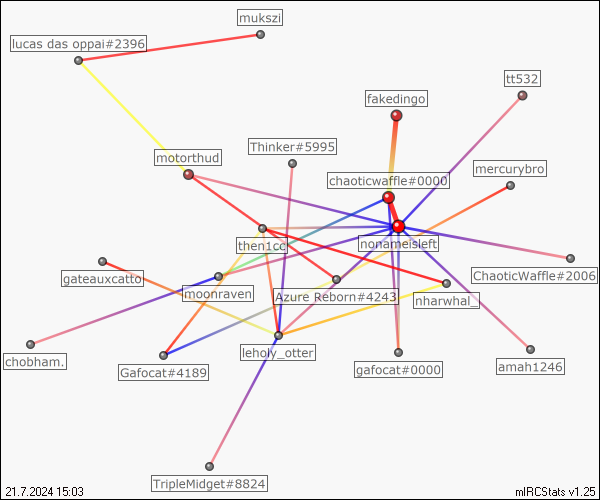 mukszi
lucas das oppai#2396
tt532
fakedingo
Thinker#5995
motorthud
mercurybro
chaoticwaffle#0000
then1cc
nonameisleft
gateauxcatto
moonraven
Azure Reborn#4243
nharwhal_
ChaoticWaffle#2006
chobham.
Gafocat#4189
leholy_otter
gafocat#0000
amah1246
TripleMidget#8824
21.7.2024 15:03
mIRCStats v1.25